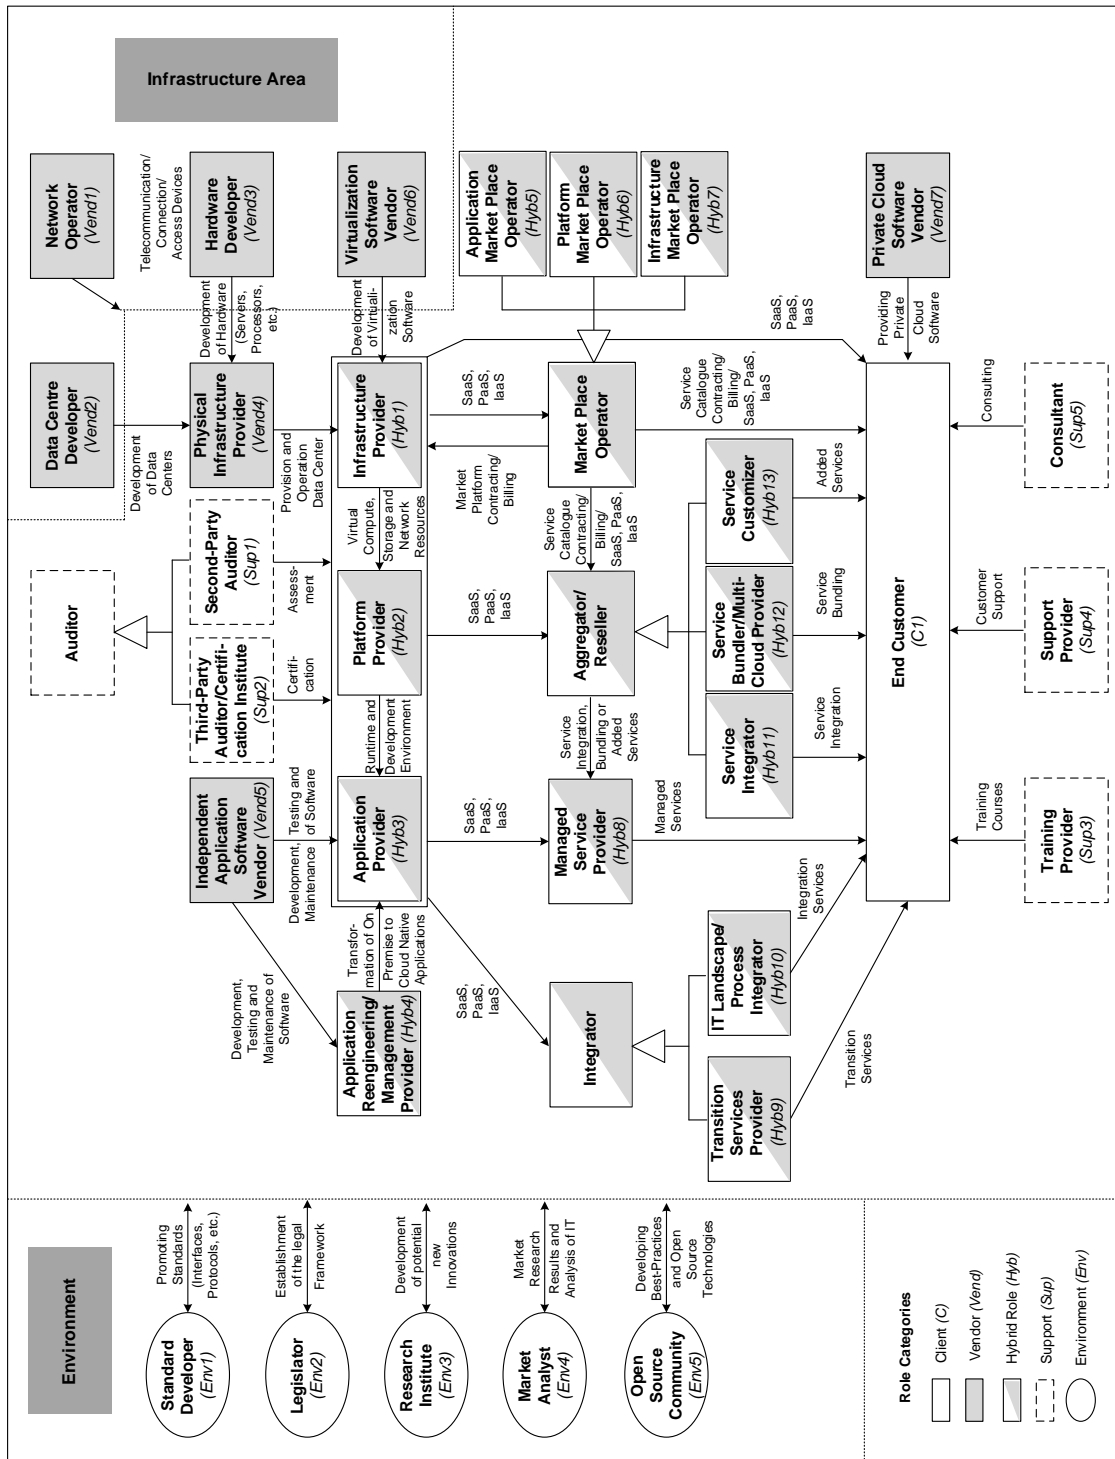 Infrastructure Area
Network
Operator
(Vend1)
Telecommunication/
Connection/
Access Devices
Hardware
Developer
(Vend3)
Virtualization
Software
Vendor
(Vend6)
Application
Market Place
Operator
(Hyb5)
Platform
Market Place
Operator
(Hyb6)
Infrastructure
Market Place
Operator
(Hyb7)
Private Cloud
Software
Vendor
(Vend7)
Development
of Hardware
(Servers,
Processors,
etc.)
Development
of Virtuali-
zation
Software
SaaS,
PaaS,
IaaS
Providing
Private
Cloud
Software
Data Centre
Developer
(Vend2)
Development
of Data
Centers
Physical
Infrastructure
Provider
(Vend4)
Provision and
Operation
Data Center
Infrastructure
Provider
(Hyb1)
SaaS,
PaaS,
IaaS
Market
Platform
Contracting/
Billing
Market Place
Operator
Service
Catalogue
Contracting/
Billing/
SaaS, PaaS,
IaaS
Consulting
Consultant
(Sup5)
Auditor
Second-Party
Auditor
(Sup1)
Assess-
ment
Virtual
Compute,
Storage and
Network
Resources
Service
Catalogue
Contracting/
Billing/
SaaS, PaaS,
IaaS
Service
Customizer
(Hyb13)
Added
Services
Third-Party
Auditor/Certifi-
cation Institute
(Sup2)
Certifi-
cation
Platform
Provider
(Hyb2)
SaaS,
PaaS,
IaaS
Aggregator/
Reseller
Service
Bundler/Multi-
Cloud Provider
(Hyb12)
Service
Bundling
End Customer
(C1)
Customer
Support
Support
Provider
(Sup4)
Runtime and
Development
Environment
Service
Integration,
Bundling or
Added
Services
Service
Integrator
(Hyb11)
Service
Integration
Independent
Application
Software
Vendor (Vend5)
Development,
Maintenance
Testing and
of Software
Application
Provider
(Hyb3)
SaaS,
PaaS,
IaaS
Managed
Service
Provider
(Hyb8)
Managed
Services
Training
Courses
Training
Provider
(Sup3)
Development,
Testing and
Maintenance of
Software
Transfor-
mation of On
Premise to
Cloud Native
Applications
Application
Reengineering/
Management
Provider (Hyb4)
SaaS,
PaaS,
IaaS
Integrator
IT Landscape/
Process
Integrator
(Hyb10)
Integration
Services
Transition
Services
Provider
(Hyb9)
Transition
Services
Environment
Promoting
Standards
(Interfaces,
Protocols, etc.)
Standard
Developer
(Env1)
Establishment
of the legal
Framework
Legislator
(Env2)
Development
of potential
new
Innovations
Research
Institute
(Env3)
Market
Research
Results and
Analysis of IT
Market
Analyst
(Env4)
Developing
Best-Practices
and Open
Source
Technologies
Open
Source
Community
(Env5)
Role Categories
Client (C)
Vendor (Vend)
Hybrid Role (Hyb)
Support (Sup)
Environment (Env)